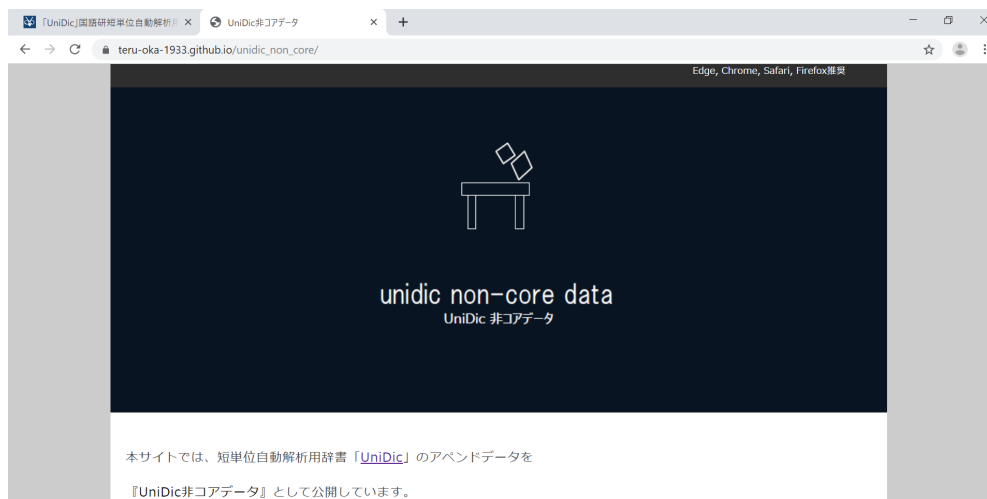 「UniDic」国語研短単位自動解析用
UniDic非コアデータ
teru-oka-1933.github.io/unidic_non_core/
Edge, Chrome, Safari, Firefox推奨
unidic non-core data
UniDic 非コアデータ
本サイトでは、短単位自動解析用辞書「UniDic」のアペンドデータを
『UniDic非コアデータ』として公開しています。